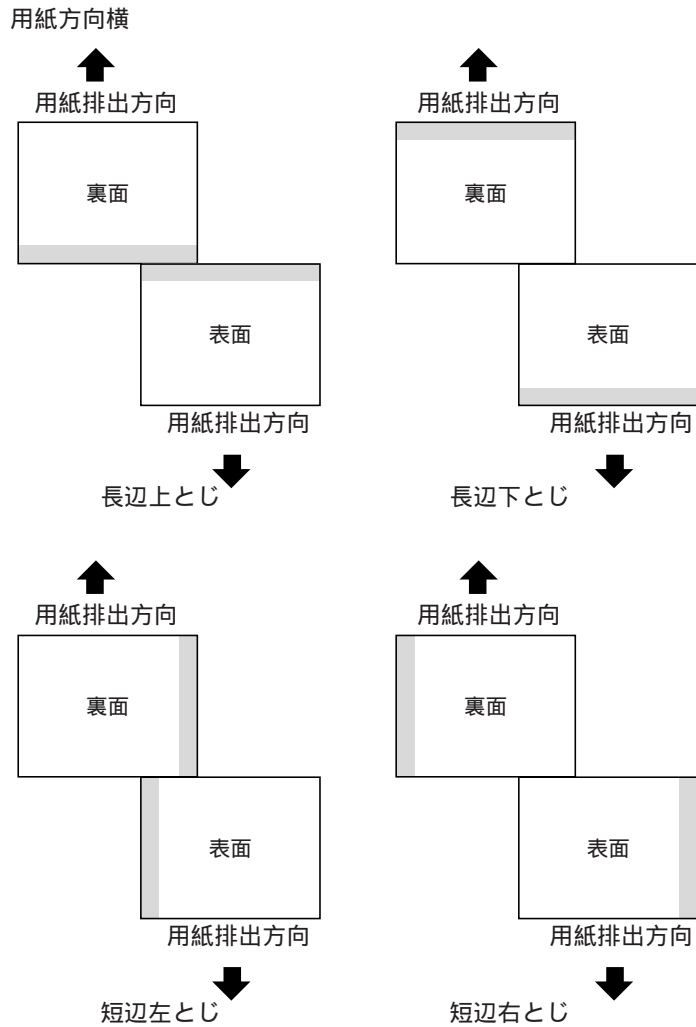 用紙方向横
用紙排出方向
裏面
表面
用紙排出方向
長辺上とじ
用紙排出方向
裏面
表面
用紙排出方向
長辺下とじ
用紙排出方向
裏面
表面
用紙排出方向
短辺左とじ
用紙排出方向
裏面
表面
用紙排出方向
短辺右とじ